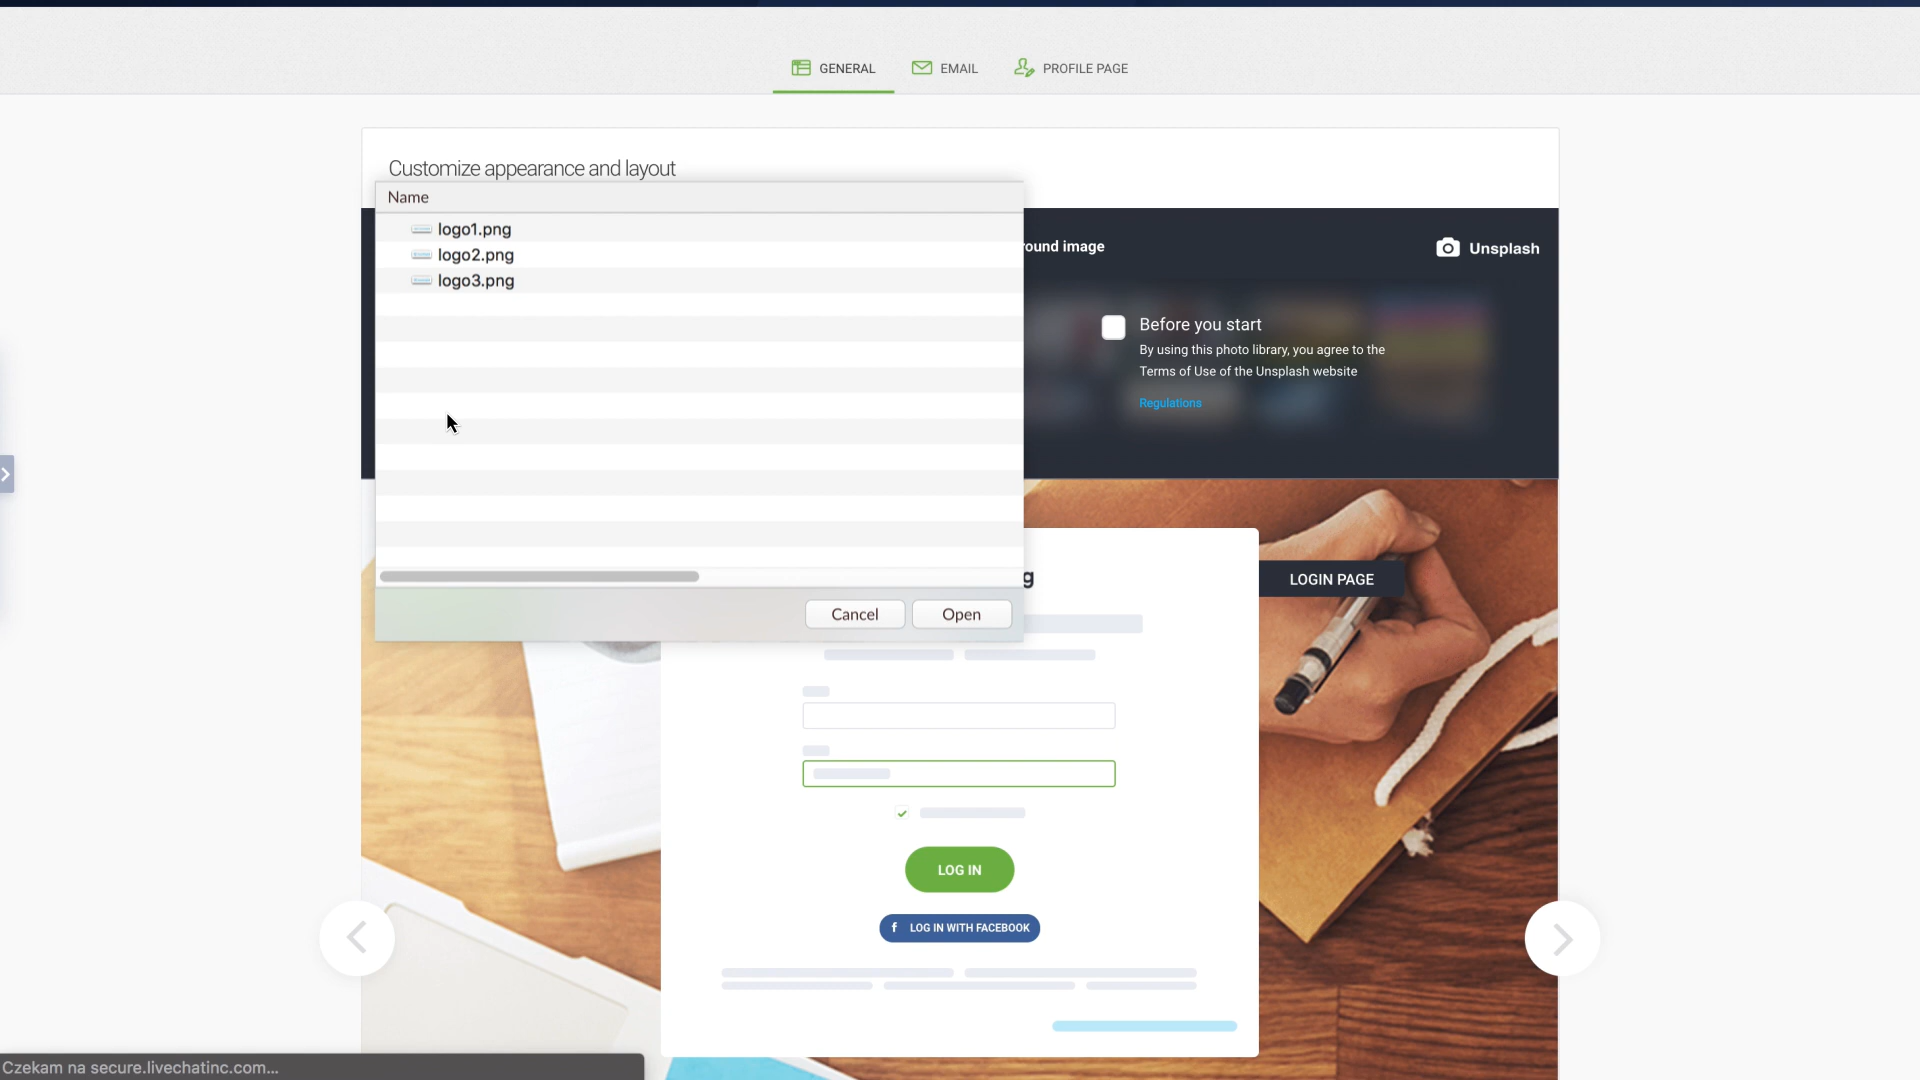 GENERAL
EMAIL
PROFILE PAGE
Customize appearance and layout
Name
logo1.png
logo2.png
logo3.png
round image
Unsplash
Before you start
By using this photo library, you agree to the
Terms of Use of the Unsplash website
Regulations
Cancel
Open
g
LOGIN PAGE
LOG IN
f LOG IN WITH FACEBOOK
Czekam na secure.livechatinc.com...